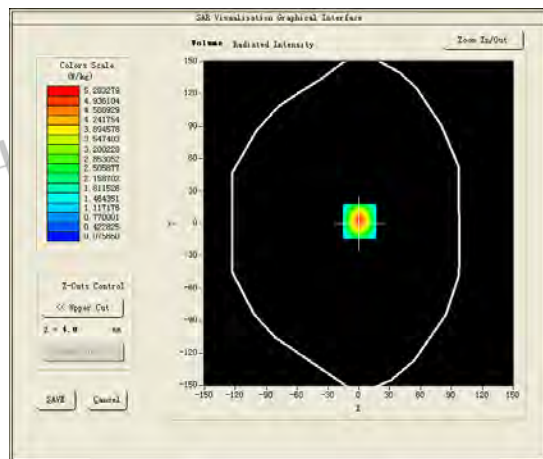 SAR Visualisation Graphical Interface
Volume Radiated Intensity
Zoom In/Out
Colors Scale
(W/kg)
5.283279
4.936104
4.588929
4.241754
3.894578
3.547403
3.200228
2.853052
2.505877
2.158702
1.811526
1.464351
1.117176
0.770001
0.422825
0.075650
Z-Cuts Control
<< Upper Cut
Z = 4.0 mm
SAVE
Cancel
150
120
90
60
30
0
-30
-60
-90
-120
-150
Y
-150 -120 -90 -60 -30 0 30 60 90 120 150
X